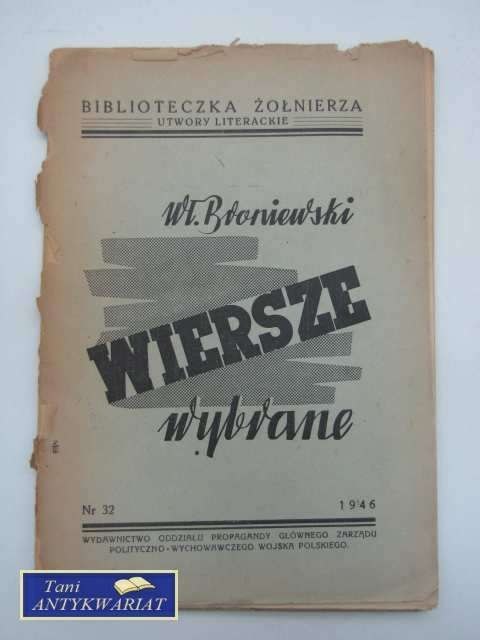 BIBLIOTECZKA ŻOŁNIERZA
UTWORY LITERACKIE
Wł. Broniewski
WIERSZE
wybrane
Nr 32
1946
WYDAWNICTWO ODDZIAŁU PROPAGANDY GŁÓWNEGO ZARZĄDU
POLITYCZNO-WYCHOWAWCZEGO WOJSKA POLSKIEGO.
Tani
ANTYKWARIAT